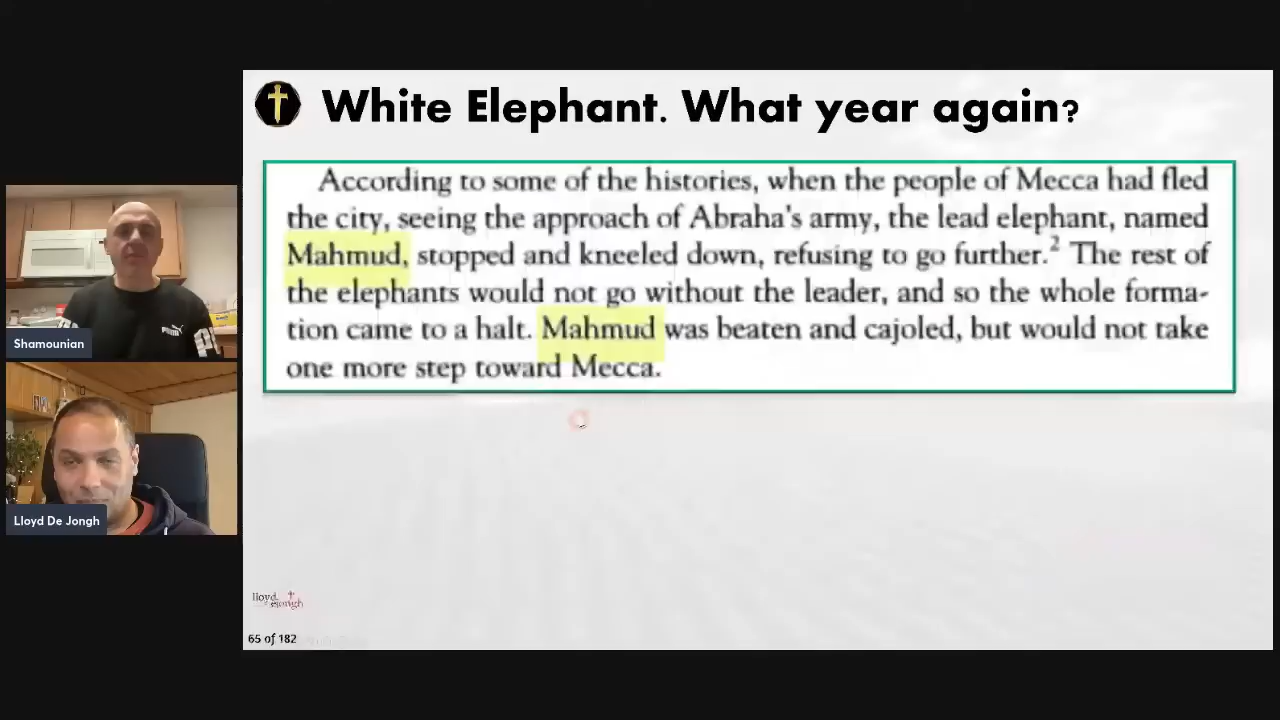 White Elephant. What year again?
According to some of the histories, when the people of Mecca had fled
the city, seeing the approach of Abraha's army, the lead elephant, named
Mahmud, stopped and kneeled down, refusing to go further.2 The rest of
the elephants would not go without the leader, and so the whole forma-
tion came to a halt. Mahmud was beaten and cajoled, but would not take
one more step toward Mecca.
Shamounian
Lloyd De Jongh
lloyd
65 of 182